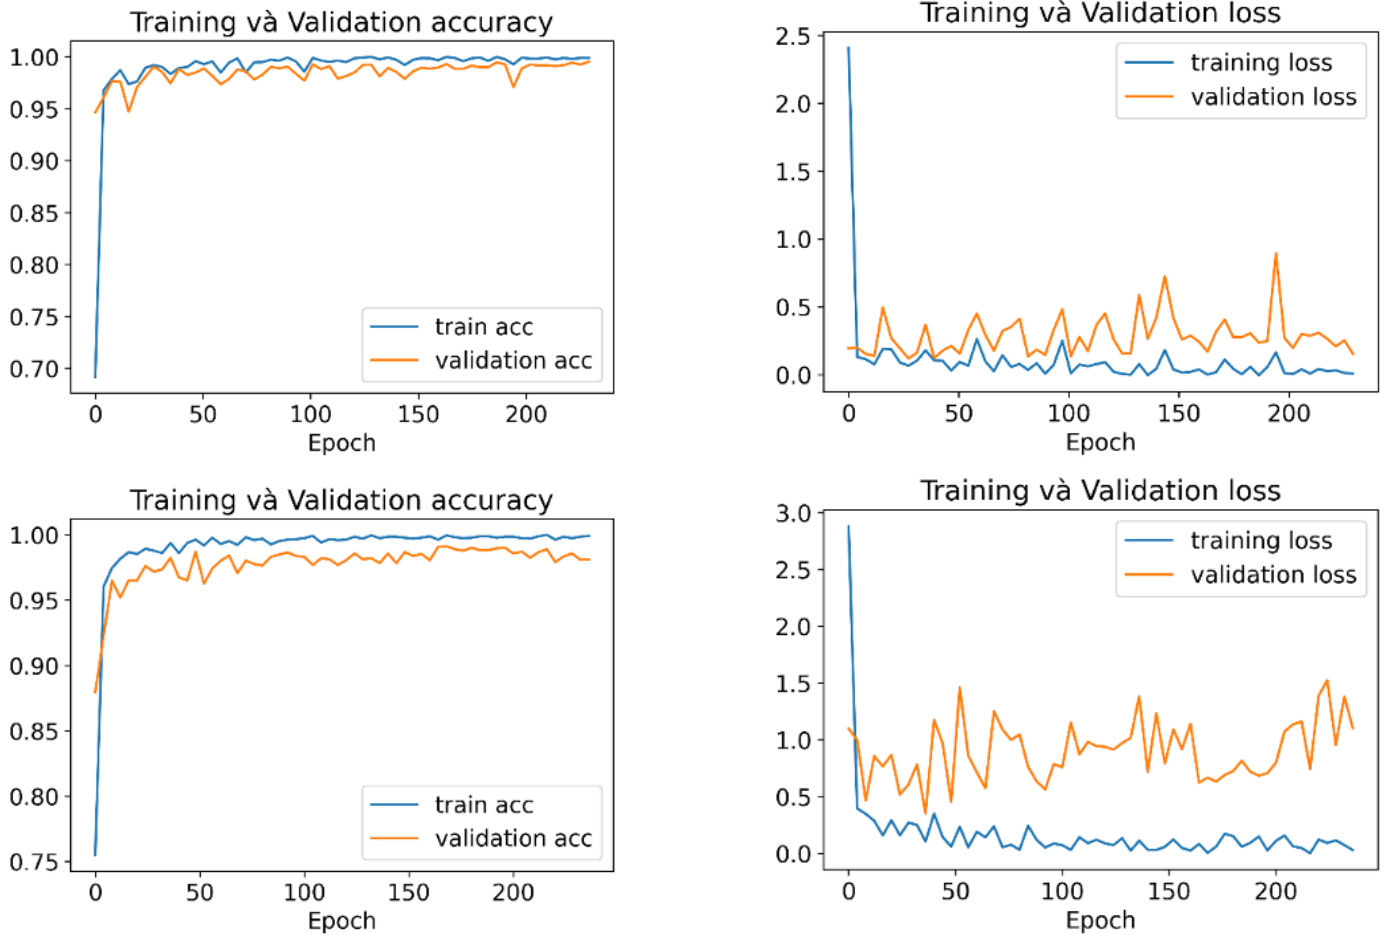 Training và Validation accuracy
1.00
0.95
0.90
0.85
0.80
0.75
0.70
train acc
validation acc
0 50 100 150 200
Epoch
Training và Validation loss
2.5
2.0
1.5
1.0
0.5
0.0
training loss
validation loss
0 50 100 150 200
Epoch
Training và Validation accuracy
1.00
0.95
0.90
0.85
0.80
0.75
train acc
validation acc
0 50 100 150 200
Epoch
Training và Validation loss
3.0
2.5
2.0
1.5
1.0
0.5
0.0
training loss
validation loss
0 50 100 150 200
Epoch